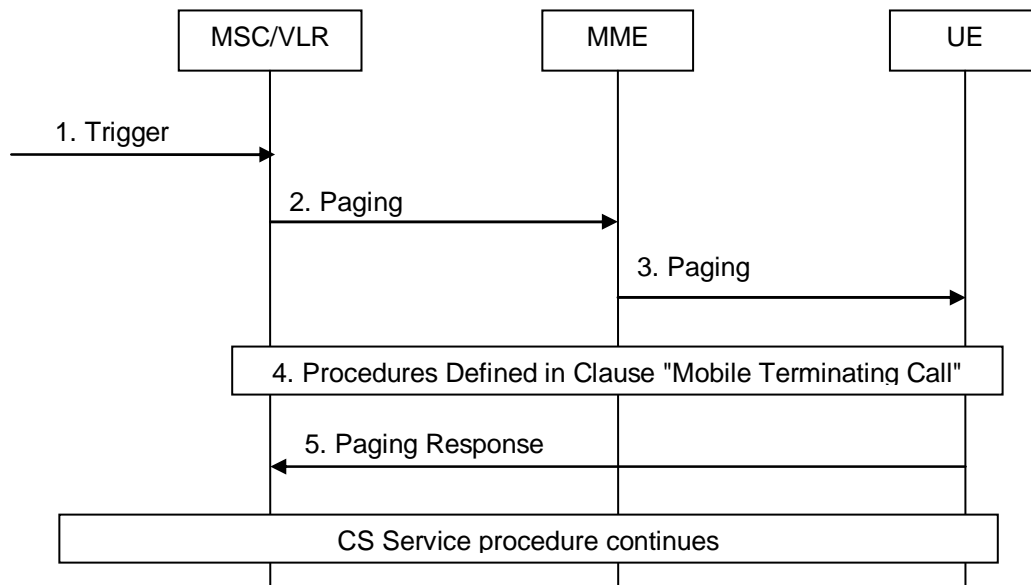 MSC/VLR
MME
UE
1. Trigger
2. Paging
3. Paging
4. Procedures Defined in Clause "Mobile Terminating Call"
5. Paging Response
CS Service procedure continues